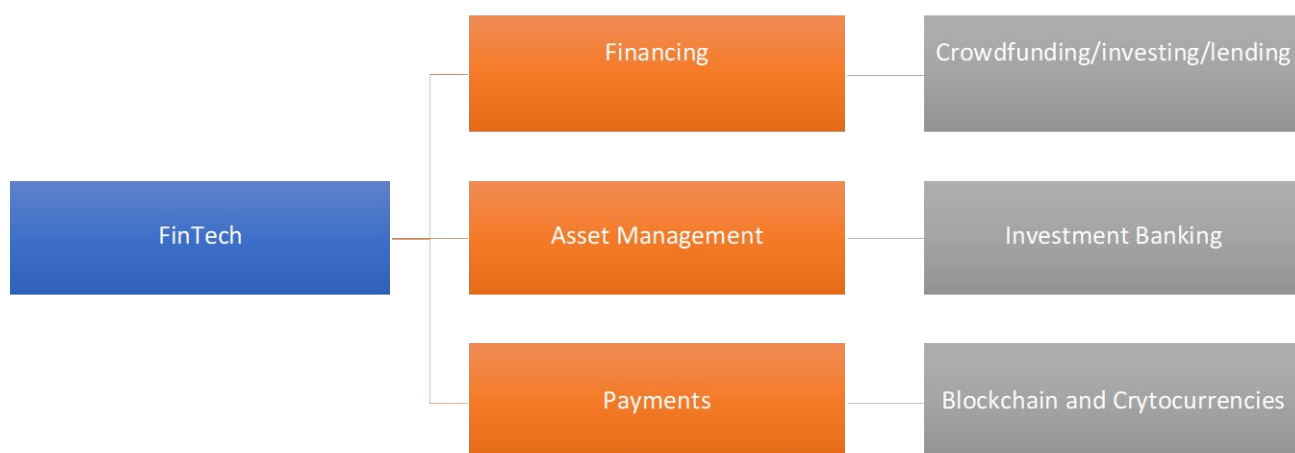 Financing
Crowdfunding/investing/lending
FinTech
Asset Management
Investment Banking
Payments
Blockchain and Crytocurrencies